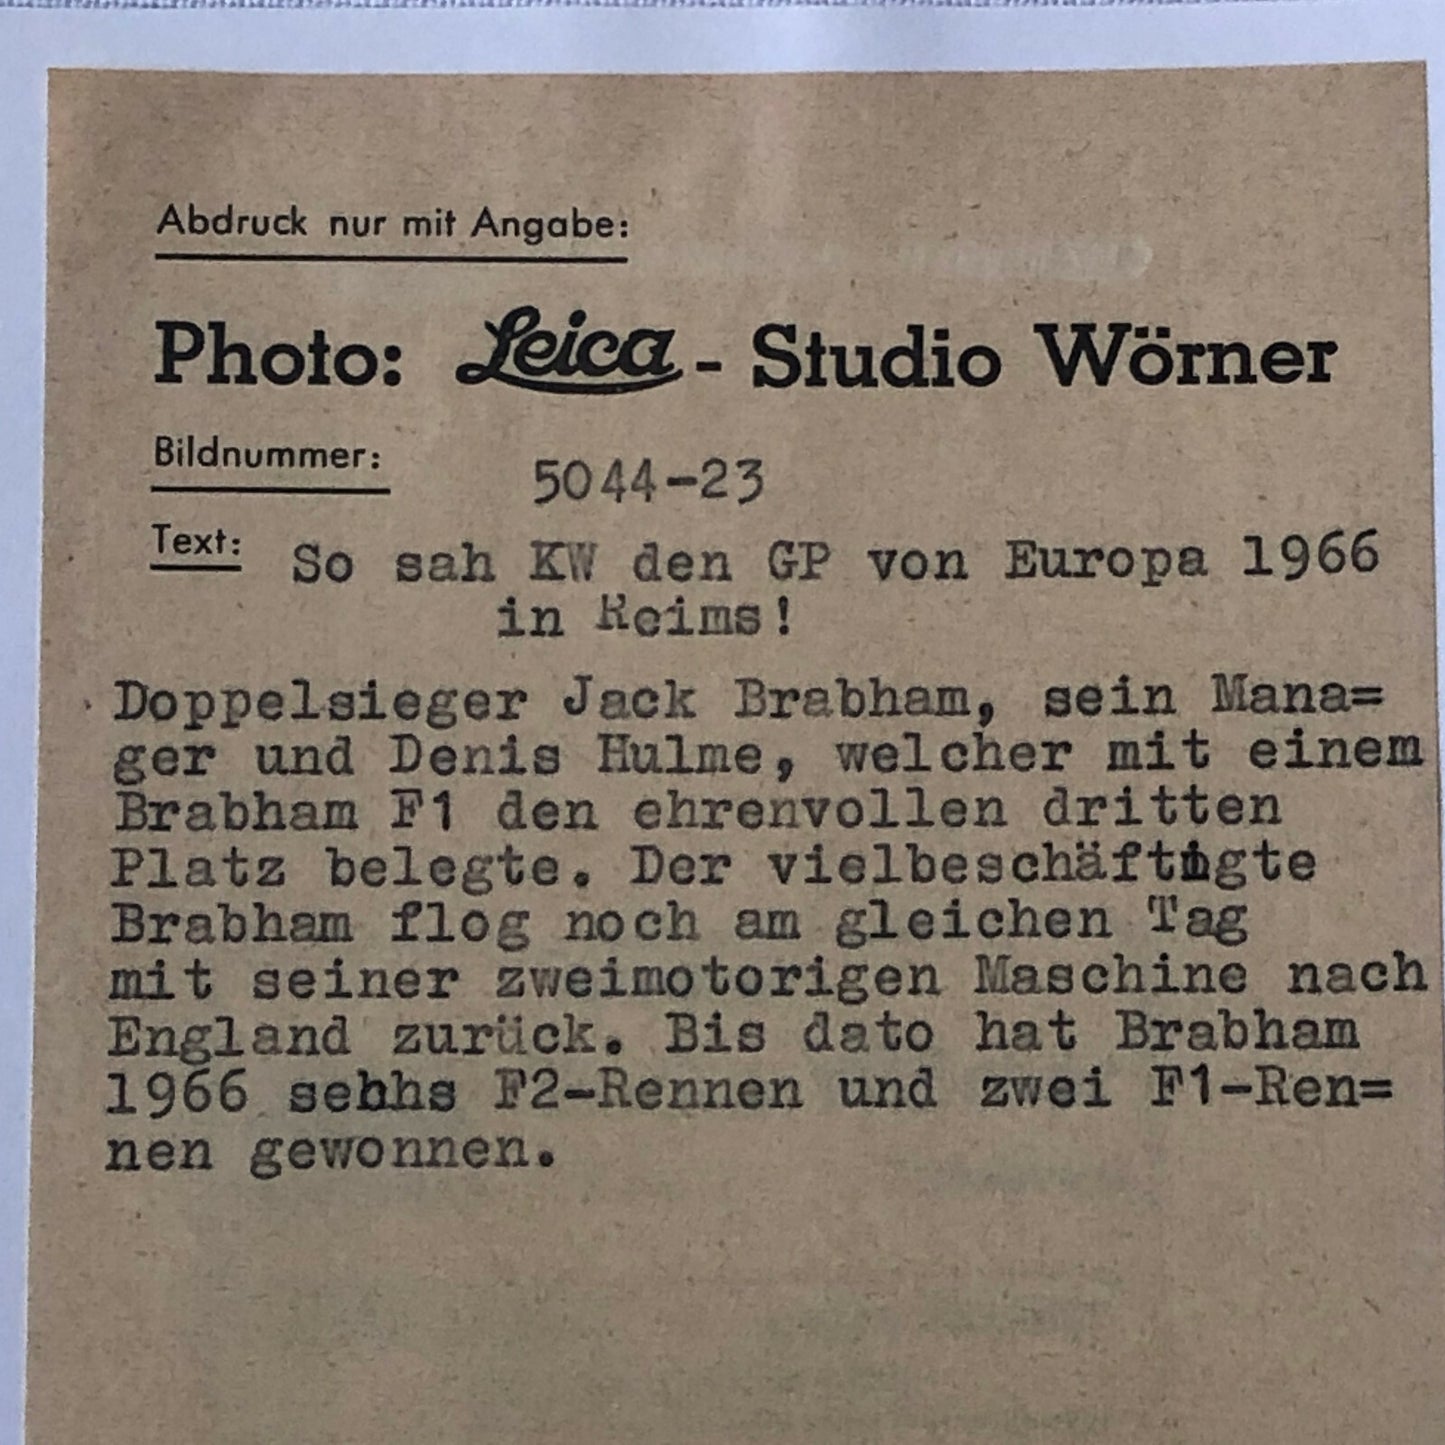 Abdruck nur mit Angabe:
Photo: Leica - Studio Wörner
Bildnummer: 5044-23
Text: So sah KW den GP von Europa 1966
in Reims!
Doppelsieger Jack Brabham, sein Mana=
ger und Denis Hulme, welcher mit einem
Brabham F1 den ehrenvollen dritten
Platz belegte. Der vielbeschäftigte
Brabham flog noch am gleichen Tag
mit seiner zweimotorigen Maschine nach
England zurück. Bis dato hat Brabham
1966 sehhs F2-Rennen und zwei F1-Ren=
nen gewonnen.